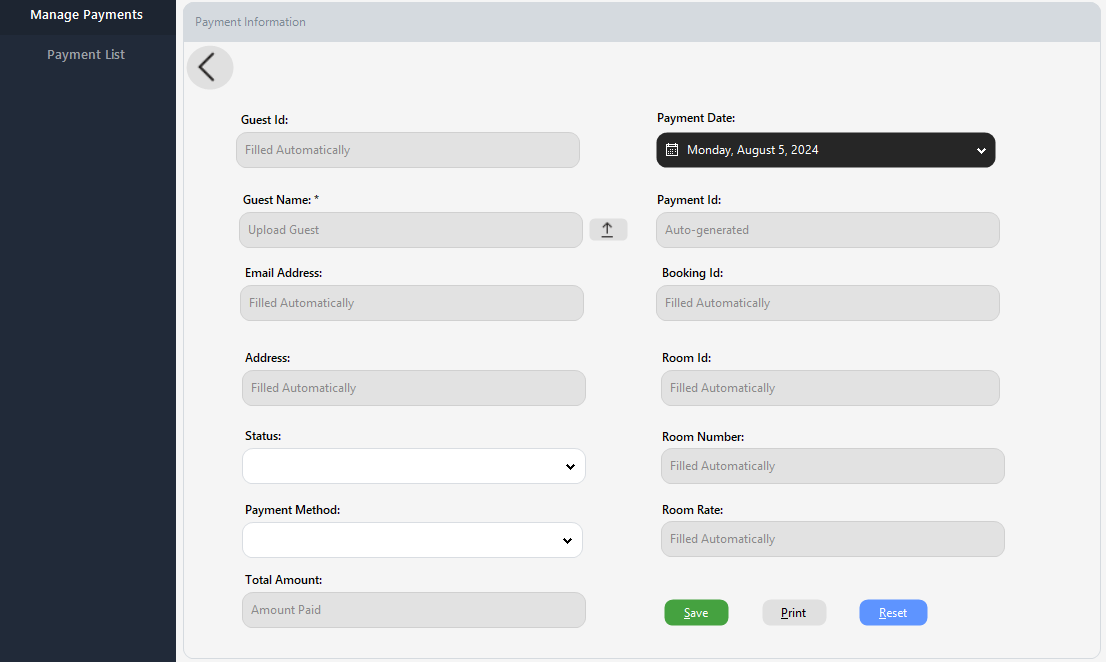 Manage Payments
Payment List
Payment Information
Guest Id:
Filled Automatically
Payment Date:
Monday, August 5, 2024
Guest Name: *
Upload Guest
Payment Id:
Auto-generated
Email Address:
Filled Automatically
Booking Id:
Filled Automatically
Address:
Filled Automatically
Room Id:
Filled Automatically
Status:
Room Number:
Filled Automatically
Payment Method:
Room Rate:
Filled Automatically
Total Amount:
Amount Paid
Save
Print
Reset